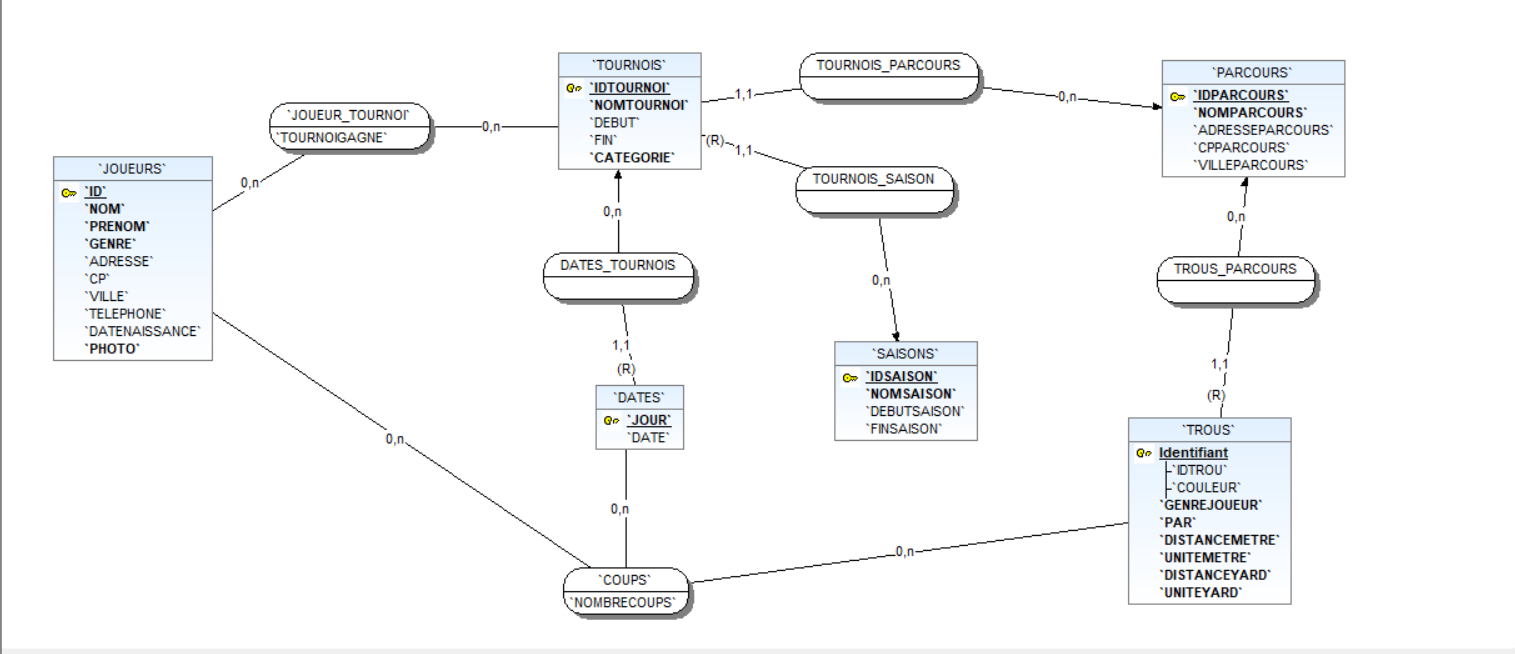 `TOURNOIS`
`IDTOURNOI`
`NOMTOURNOI`
`DEBUT`
`FIN`
`CATEGORIE`
TOURNOIS_PARCOURS
`PARCOURS`
`IDPARCOURS`
`NOMPARCOURS`
`ADRESSEPARCOURS`
`CPPARCOURS`
`VILLEPARCOURS`
1,1
0,n
`JOUEUR_TOURNOI`
`TOURNOIGAGNE`
0,n
0,n
(R)
1,1
TOURNOIS_SAISON
`JOUEURS`
`ID`
`NOM`
`PRENOM`
`GENRE`
`ADRESSE`
`CP`
`VILLE`
`TELEPHONE`
`DATENAISSANCE`
`PHOTO`
0,n
DATES_TOURNOIS
1,1
(R)
0,n
0,n
TROUS_PARCOURS
1,1
(R)
`SAISONS`
`IDSAISON`
`NOMSAISON`
`DEBUTSAISON`
`FINSAISON`
`DATES`
`JOUR`
`DATE`
`TROUS`
Identifiant
`IDTROU`
`COULEUR`
`GENREJOUEUR`
`PAR`
`DISTANCEMETRE`
`UNITEMETRE`
`DISTANCEYARD`
`UNITEYARD`
0,n
0,n
0,n
`COUPS`
`NOMBRECOUPS`